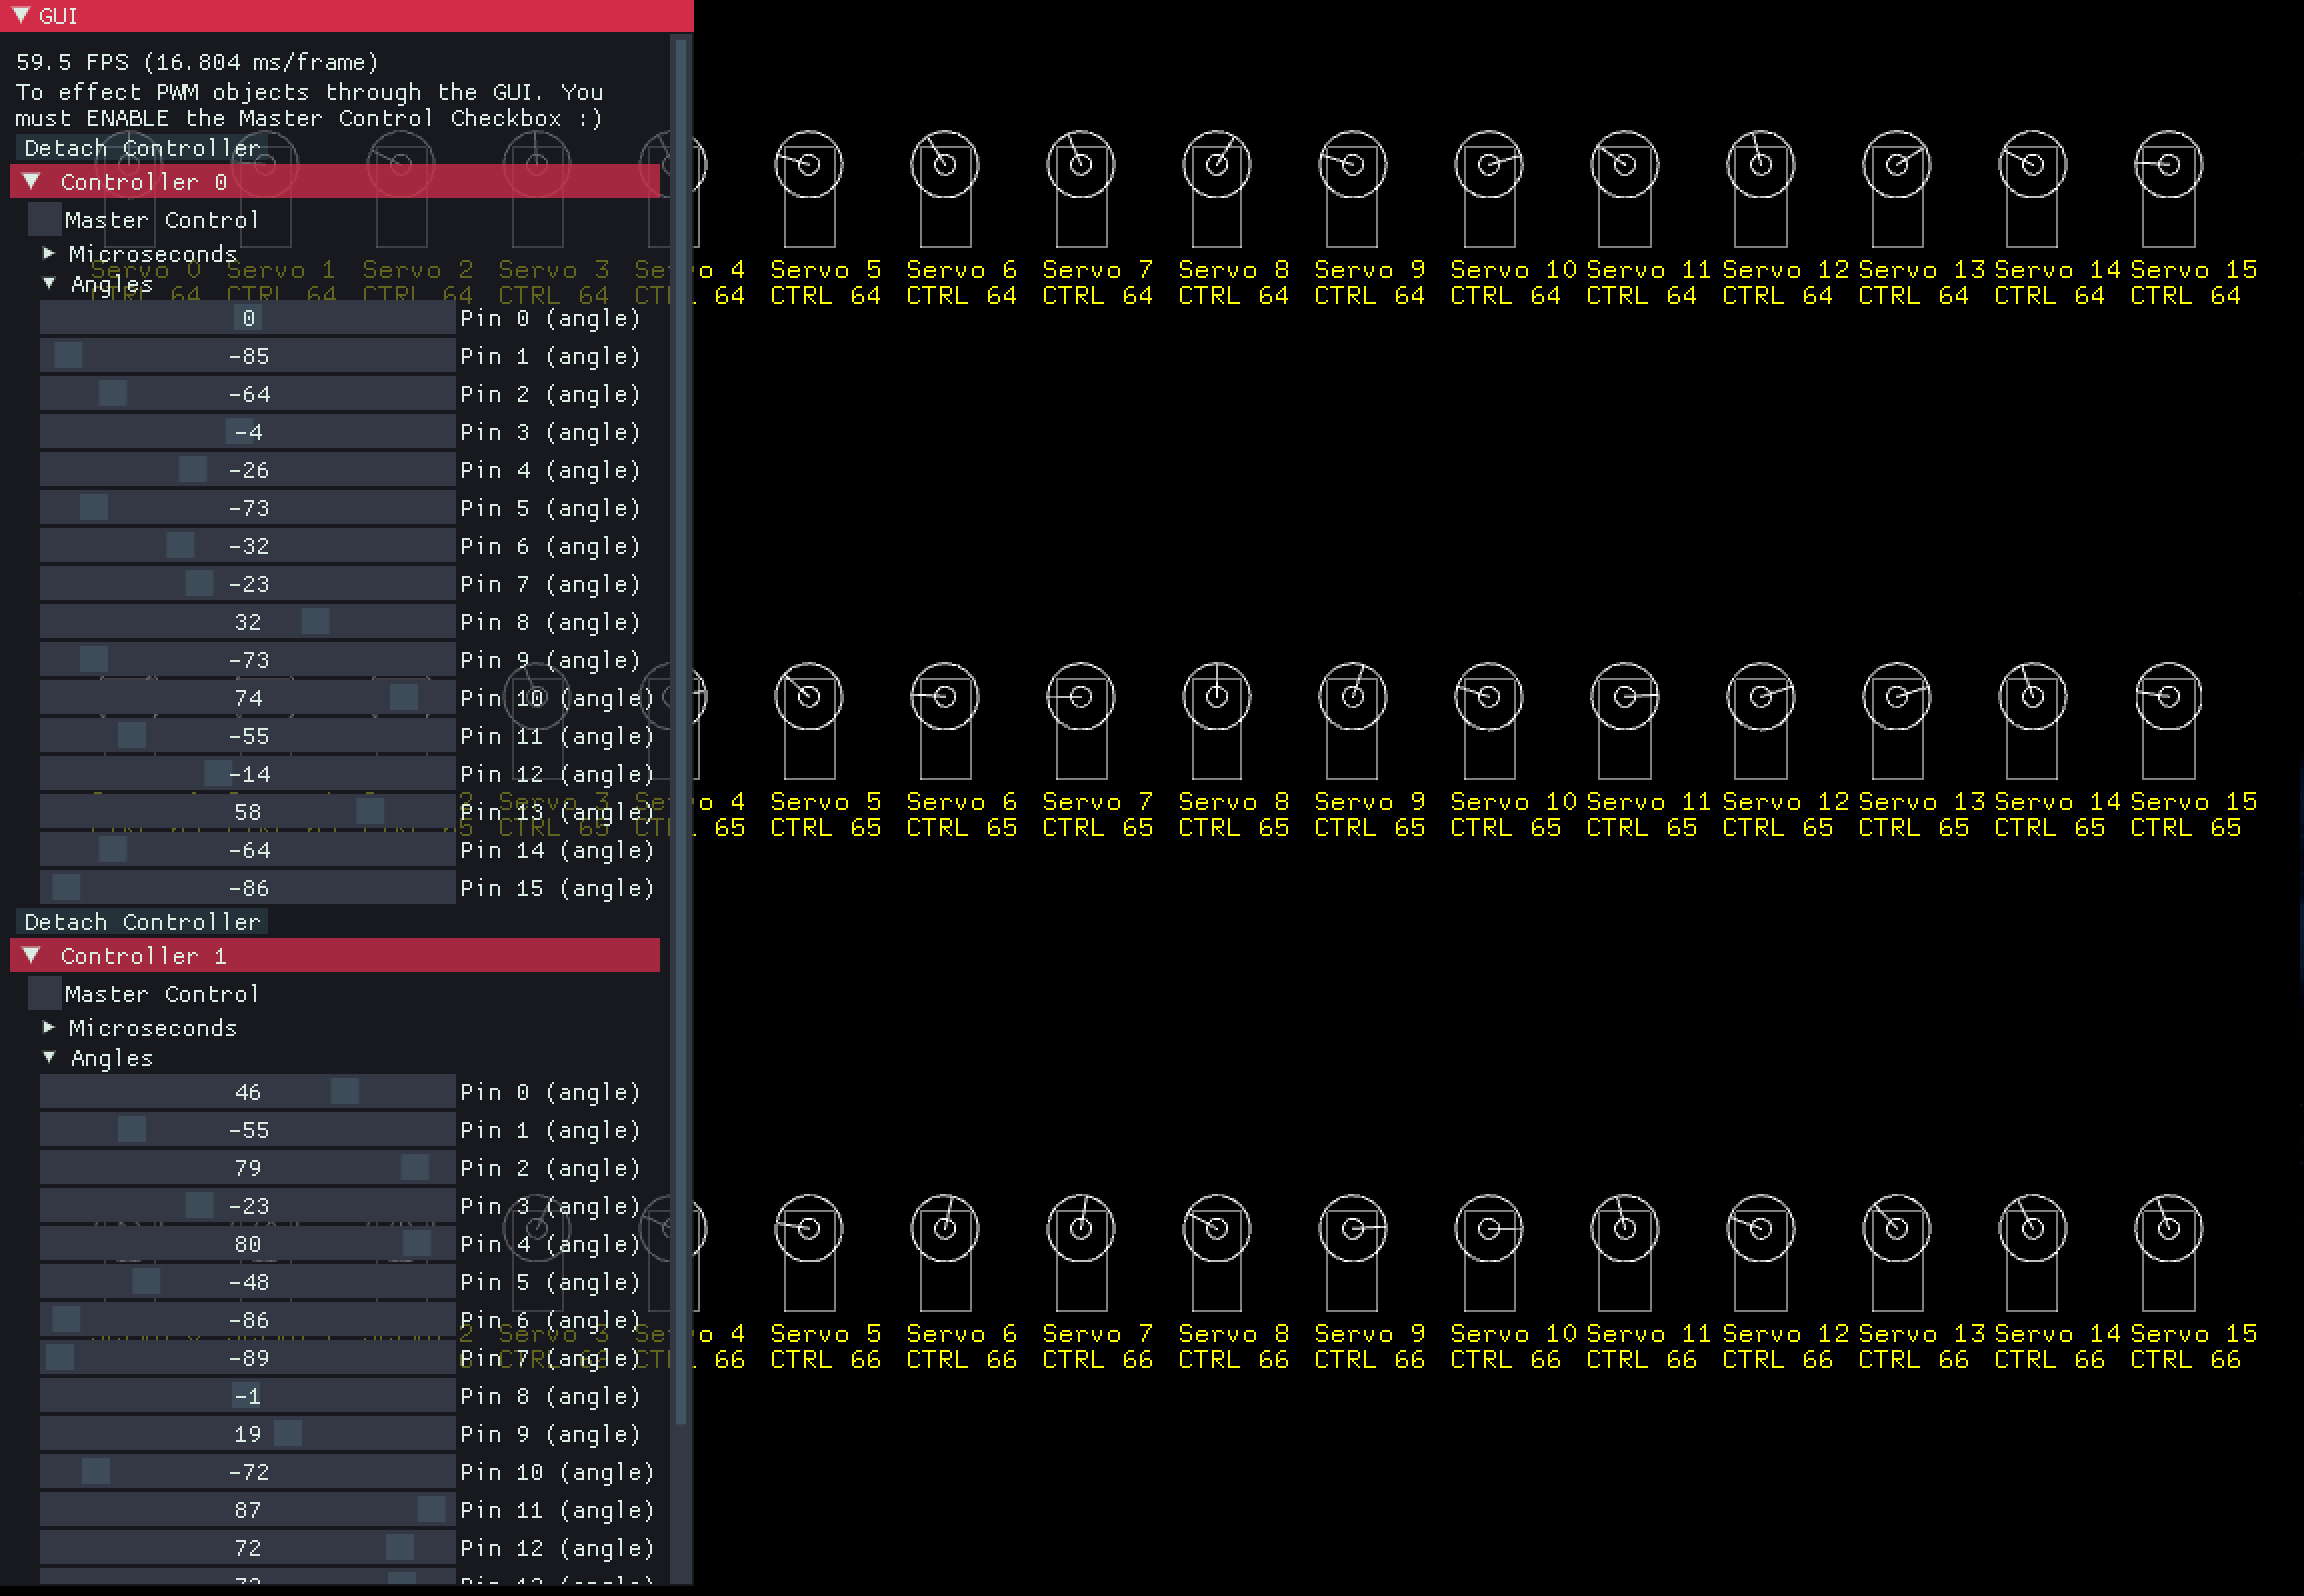 GUI
59.5 FPS (16.804 ms/frame)
To effect PWM objects through the GUI. You
must ENABLE the Master Control Checkbox :)
Detach Controller
Controller 0
Master Control
Microseconds
Angles
0 Pin 0 (angle)
-85 Pin 1 (angle)
-64 Pin 2 (angle)
-4 Pin 3 (angle)
-26 Pin 4 (angle)
-73 Pin 5 (angle)
-32 Pin 6 (angle)
-23 Pin 7 (angle)
32 Pin 8 (angle)
-73 Pin 9 (angle)
74 Pin 10 (angle)
-55 Pin 11 (angle)
-14 Pin 12 (angle)
58 Pin 13 (angle)
-64 Pin 14 (angle)
-86 Pin 15 (angle)
Detach Controller
Controller 1
Master Control
Microseconds
Angles
46 Pin 0 (angle)
-55 Pin 1 (angle)
79 Pin 2 (angle)
-23 Pin 3 (angle)
80 Pin 4 (angle)
-48 Pin 5 (angle)
-86 Pin 6 (angle)
-89 Pin 7 (angle)
-1 Pin 8 (angle)
19 Pin 9 (angle)
-72 Pin 10 (angle)
87 Pin 11 (angle)
72 Pin 12 (angle)
Servo 0 Servo 1 Servo 2 Servo 3 Servo 4 Servo 5 Servo 6 Servo 7 Servo 8 Servo 9 Servo 10 Servo 11 Servo 12 Servo 13 Servo 14 Servo 15
CTRL 64 CTRL 64 CTRL 64 CTRL 64 CTRL 64 CTRL 64 CTRL 64 CTRL 64 CTRL 64 CTRL 64 CTRL 64 CTRL 64 CTRL 64 CTRL 64 CTRL 64 CTRL 64
Servo 3 Servo 4 Servo 5 Servo 6 Servo 7 Servo 8 Servo 9 Servo 10 Servo 11 Servo 12 Servo 13 Servo 14 Servo 15
CTRL 65 CTRL 65 CTRL 65 CTRL 65 CTRL 65 CTRL 65 CTRL 65 CTRL 65 CTRL 65 CTRL 65 CTRL 65 CTRL 65 CTRL 65
Servo 3 Servo 4 Servo 5 Servo 6 Servo 7 Servo 8 Servo 9 Servo 10 Servo 11 Servo 12 Servo 13 Servo 14 Servo 15
CTRL 66 CTRL 66 CTRL 66 CTRL 66 CTRL 66 CTRL 66 CTRL 66 CTRL 66 CTRL 66 CTRL 66 CTRL 66 CTRL 66 CTRL 66